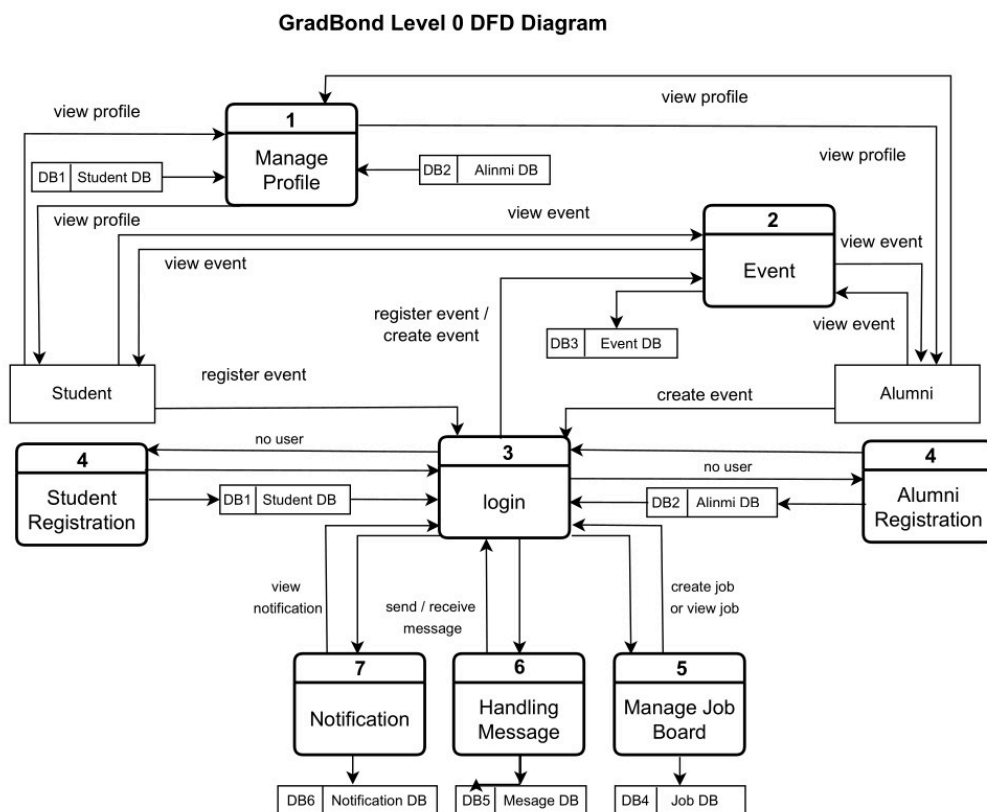 GradBond Level 0 DFD Diagram
view profile
view profile
1
Manage
Profile
view profile
DB1 Student DB
DB2 Alinmi DB
view profile
view event
2
Event
view event
view event
register event /
create event
view event
DB3 Event DB
Student
register event
create event
Alumni
no user
3
login
4
Student
Registration
no user
4
Alumni
Registration
DB1 Student DB
DB2 Alinmi DB
view
notification
send / receive
message
create job
or view job
7
Notification
6
Handling
Message
5
Manage Job
Board
DB6 Notification DB
DB5 Mesage DB
DB4 Job DB